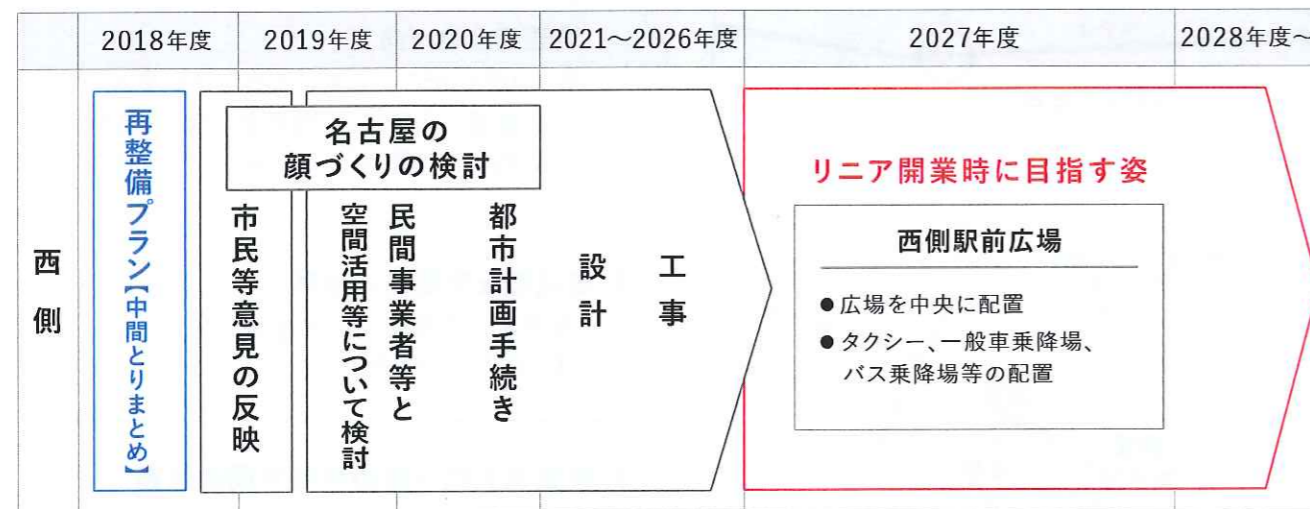 2018年度
2019年度
2020年度
2021〜2026年度
2027年度
2028年度〜
西側
再整備プラン【中間とりまとめ】
市民等意見の反映
名古屋の
顔づくりの検討
民間事業者等と
空間活用等について検討
都市計画手続き
設計
工事
リニア開業時に目指す姿
西側駅前広場
●広場を中央に配置
●タクシー、一般車乗降場、
バス乗降場等の配置